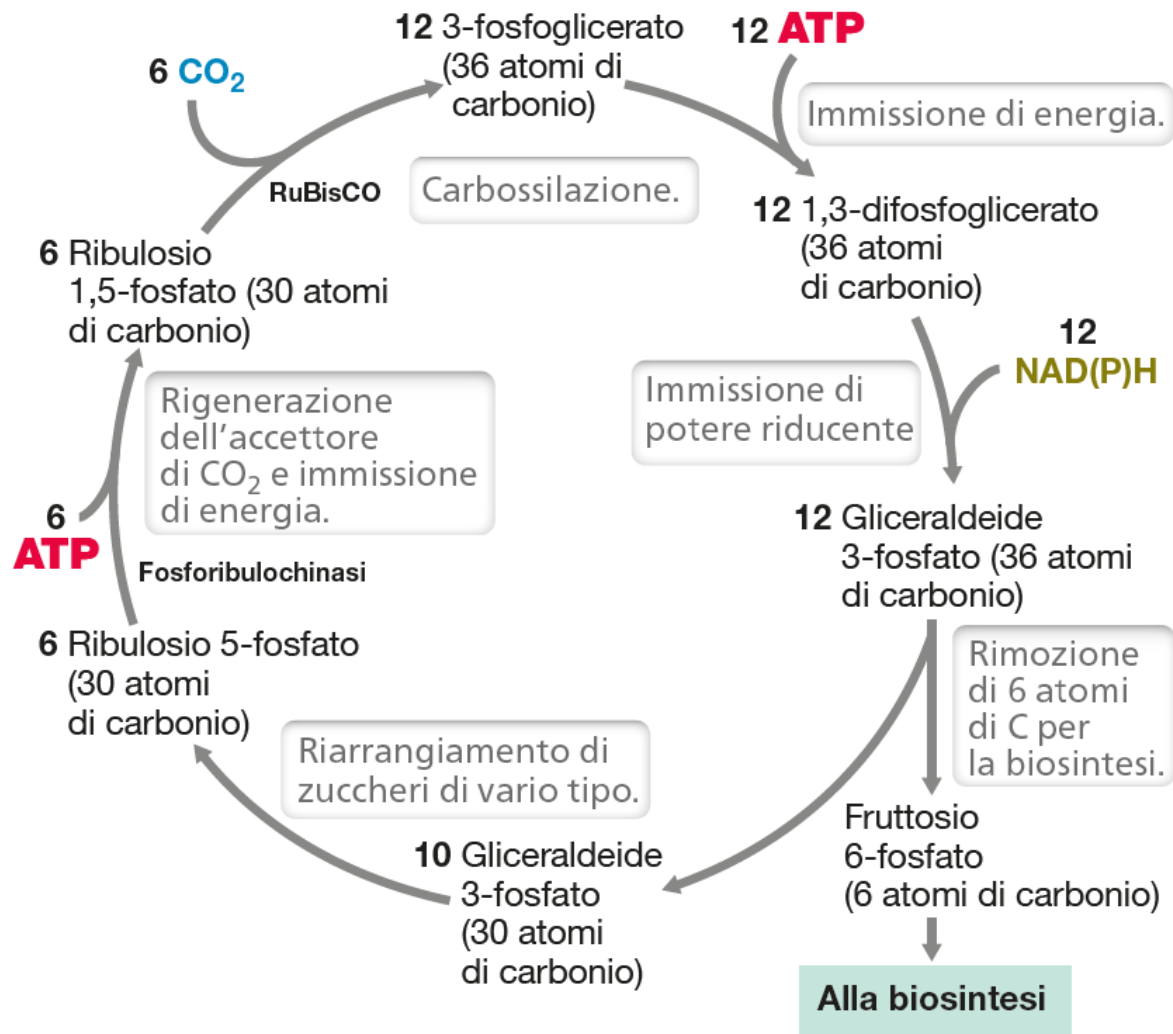 6 CO₂
12 3-fosfoglicerato
(36 atomi di
carbonio)
12 ATP
Immissione di energia.
RuBisCO
Carbossilazione.
12 1,3-difosfoglicerato
(36 atomi
di carbonio)
12
NAD(P)H
Immissione di
potere riducente
12 Gliceraldeide
3-fosfato (36 atomi
di carbonio)
Rimozione
di 6 atomi
di C per
la biosintesi.
Fruttosio
6-fosfato
(6 atomi di carbonio)
Alla biosintesi
10 Gliceraldeide
3-fosfato
(30 atomi
di carbonio)
Riarrangiamento di
zuccheri di vario tipo.
6 Ribulosio 5-fosfato
(30 atomi
di carbonio)
Fosforibulochinasi
6
ATP
Rigenerazione
dell’accettore
di CO₂ e immissione
di energia.
6 Ribulosio
1,5-fosfato (30 atomi
di carbonio)